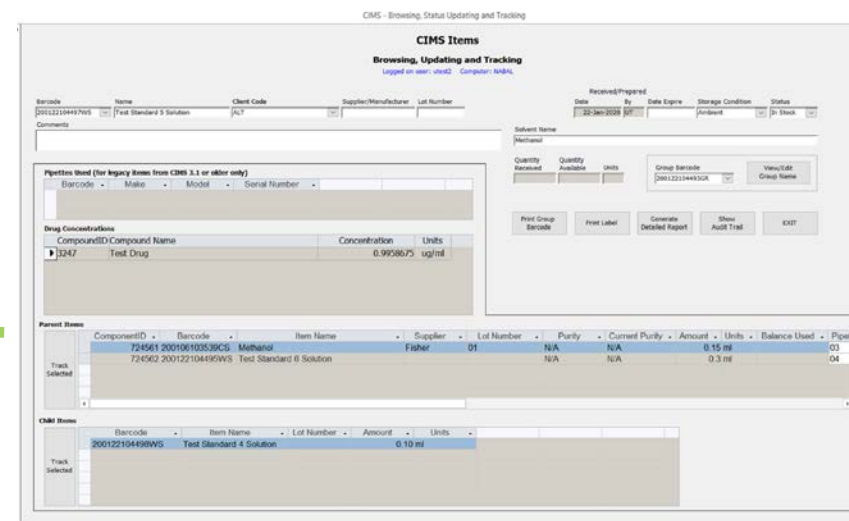 CIMS - Browsing, Status Updating and Tracking
CIMS Items
Browsing, Updating and Tracking
Logged on user: utest2 Computer: NABAL
Received/Prepared
Barcode Name Client Code Supplier/Manufacturer Lot Number Date By Date Expire Storage Condition Status
200122104497WS Test Standard 5 Solution ALT 22-Jan-2020 UT Ambient In Stock
Comments
Solvent Name
Methanol
Quantity Received Quantity Available Units Group Barcode View/Edit Group Name
200122104493GR
Pipettes Used (for legacy items from CIMS 3.1 or older only)
Barcode Make Model Serial Number
Print Group Barcode Print Label Generate Detailed Report Show Audit Trail EXIT
Drug Concentrations
CompoundID Compound Name Concentration Units
3247 Test Drug 0.9958675 ug/ml
Parent Items
ComponentID Barcode Item Name Supplier Lot Number Purity Current Purity Amount Units Balance Used Pipe
724561 200106103539CS Methanol Fisher 01 N/A N/A 0.15 ml 03
724562 200122104495WS Test Standard 6 Solution N/A N/A 0.3 ml 04
Track Selected
Child Items
Barcode Item Name Lot Number Amount Units
200122104498WS Test Standard 4 Solution 0.10 ml
Track Selected